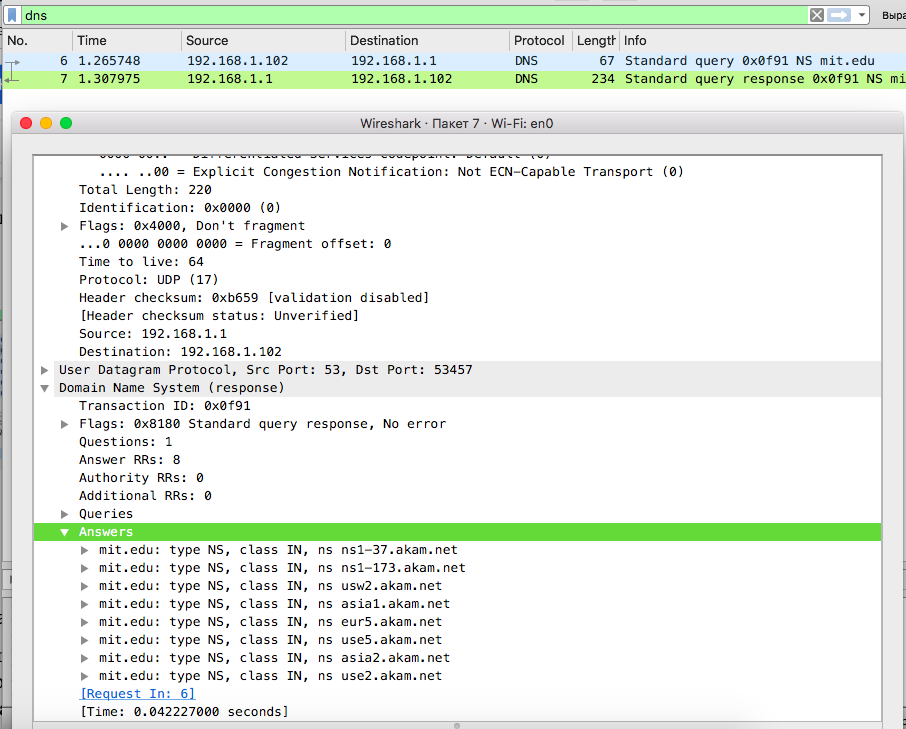 dns
Выра
No. Time Source Destination Protocol Length Info
6 1.265748 192.168.1.102 192.168.1.1 DNS 67 Standard query 0x0f91 NS mit.edu
7 1.307975 192.168.1.1 192.168.1.102 DNS 234 Standard query response 0x0f91 NS mi
Wireshark · Пакет 7 · Wi-Fi: en0
0000 00.. = Differentiated Services Codepoint: Default (0)
.... ..00 = Explicit Congestion Notification: Not ECN-Capable Transport (0)
Total Length: 220
Identification: 0x0000 (0)
Flags: 0x4000, Don't fragment
...0 0000 0000 0000 = Fragment offset: 0
Time to live: 64
Protocol: UDP (17)
Header checksum: 0xb659 [validation disabled]
[Header checksum status: Unverified]
Source: 192.168.1.1
Destination: 192.168.1.102
User Datagram Protocol, Src Port: 53, Dst Port: 53457
Domain Name System (response)
Transaction ID: 0x0f91
Flags: 0x8180 Standard query response, No error
Questions: 1
Answer RRs: 8
Authority RRs: 0
Additional RRs: 0
Queries
Answers
mit.edu: type NS, class IN, ns ns1-37.akam.net
mit.edu: type NS, class IN, ns ns1-173.akam.net
mit.edu: type NS, class IN, ns usw2.akam.net
mit.edu: type NS, class IN, ns asia1.akam.net
mit.edu: type NS, class IN, ns eur5.akam.net
mit.edu: type NS, class IN, ns use5.akam.net
mit.edu: type NS, class IN, ns asia2.akam.net
mit.edu: type NS, class IN, ns use2.akam.net
[Request In: 6]
[Time: 0.042227000 seconds]